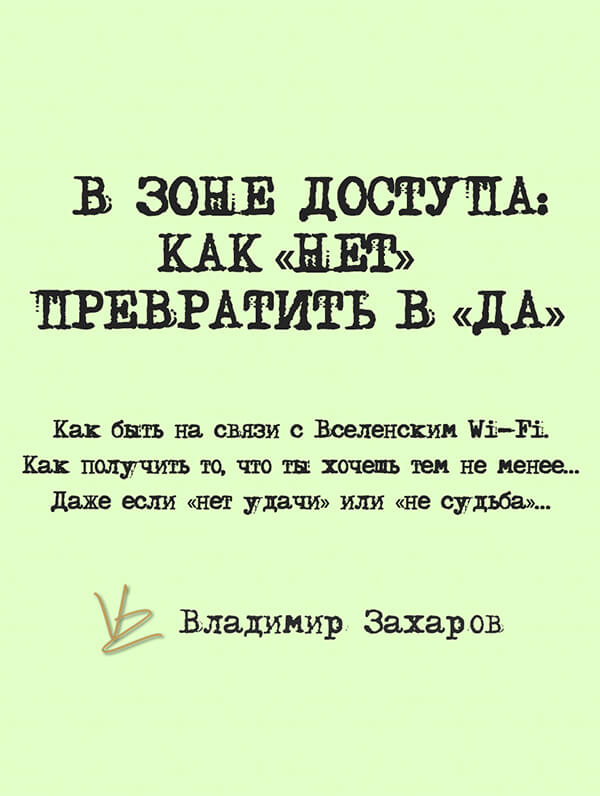 В ЗОНЕ ДОСТУПА:
КАК «НЕТ»
ПРЕВРАТИТЬ В «ДА»
Как быть на связи с Вселенским Wi-Fi.
Как получить то, что ты хочешь тем не менее...
Даже если «нет удачи» или «не судьба»...
Владимир Захаров